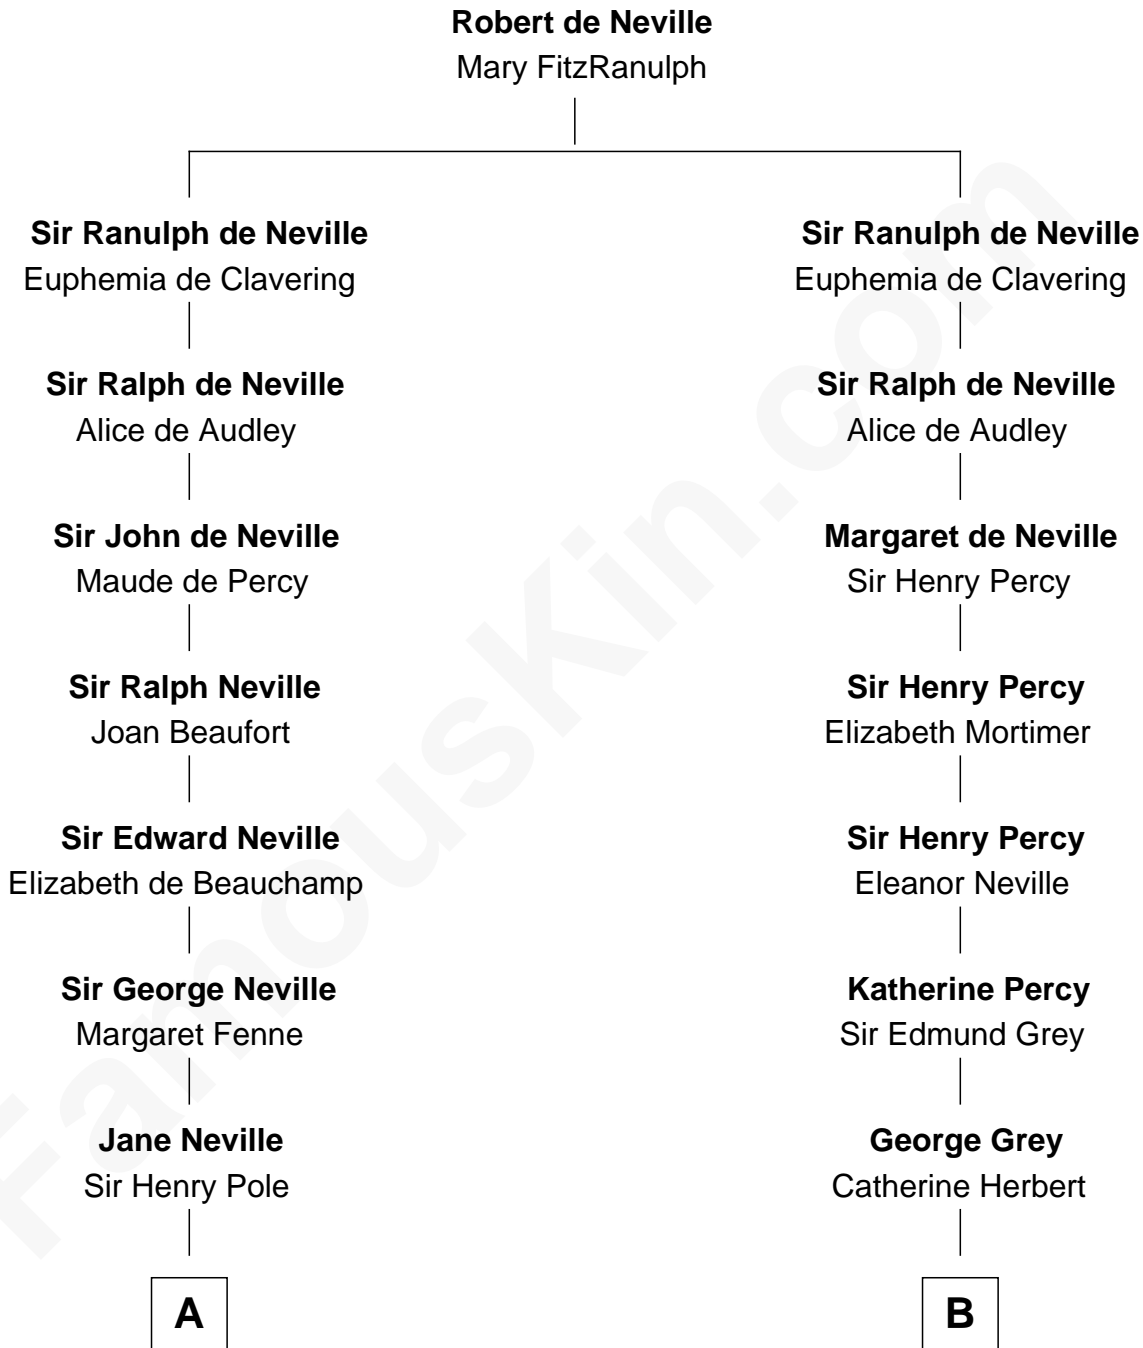 Robert de Neville
Mary FitzRanulph
Sir Ranulph de Neville
Euphemia de Clavering
Sir Ranulph de Neville
Euphemia de Clavering
Sir Ralph de Neville
Alice de Audley
Sir Ralph de Neville
Alice de Audley
Sir John de Neville
Maude de Percy
Margaret de Neville
Sir Henry Percy
Sir Ralph Neville
Joan Beaufort
Sir Henry Percy
Elizabeth Mortimer
Sir Edward Neville
Elizabeth de Beauchamp
Sir Henry Percy
Eleanor Neville
Sir George Neville
Margaret Fenne
Katherine Percy
Sir Edmund Grey
Jane Neville
Sir Henry Pole
George Grey
Catherine Herbert
A
B
FamousKin.com